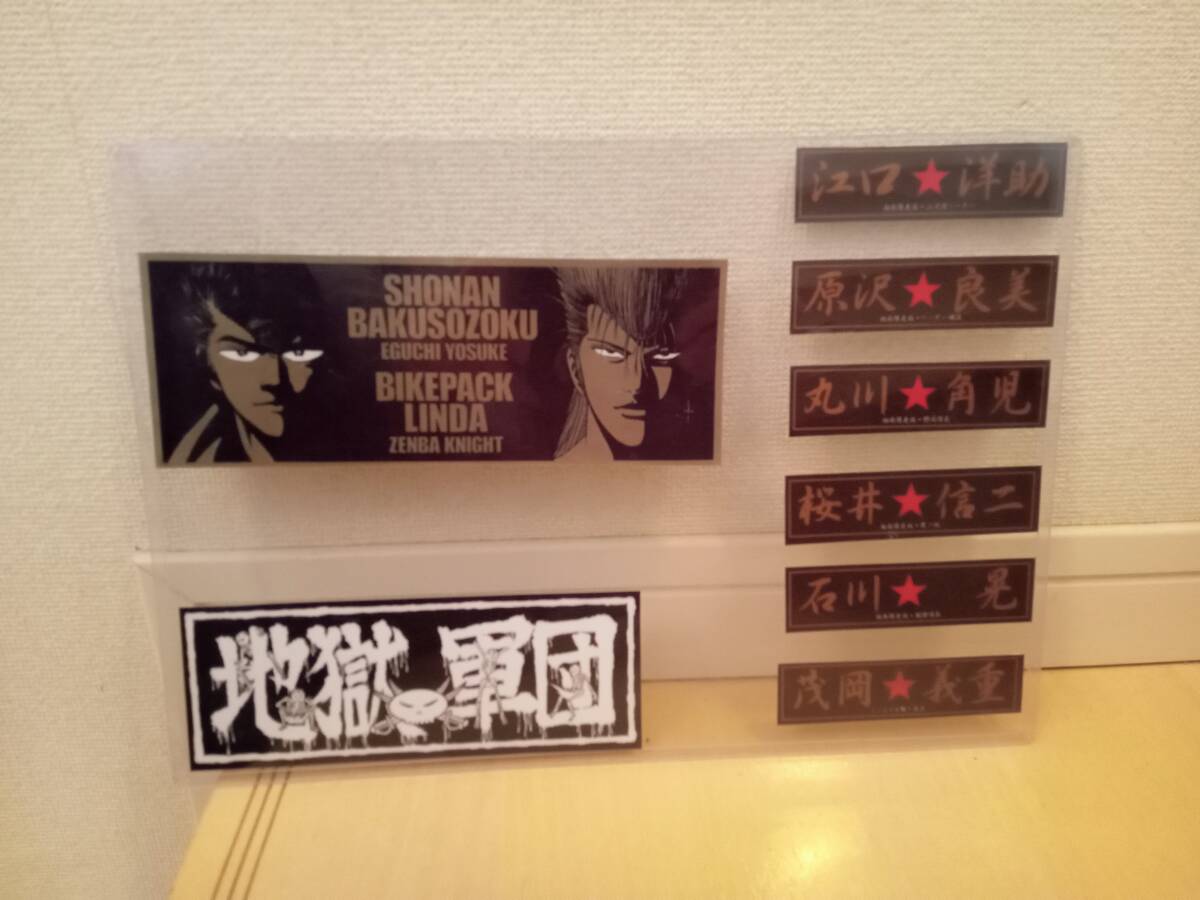 SHONAN
BAKUSOZOKU
EGUCHI YOSUKE
BIKEPACK
LINDA
ZENBA KNIGHT
地獄軍団
江口★洋助
原沢★良美
丸川★角児
桜井★信二
石川★晃
茂岡★義重